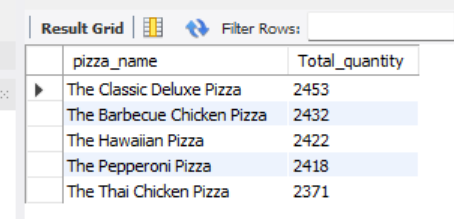 Result Grid Filter Rows:
pizza_name Total_quantity
The Classic Deluxe Pizza 2453
The Barbecue Chicken Pizza 2432
The Hawaiian Pizza 2422
The Pepperoni Pizza 2418
The Thai Chicken Pizza 2371